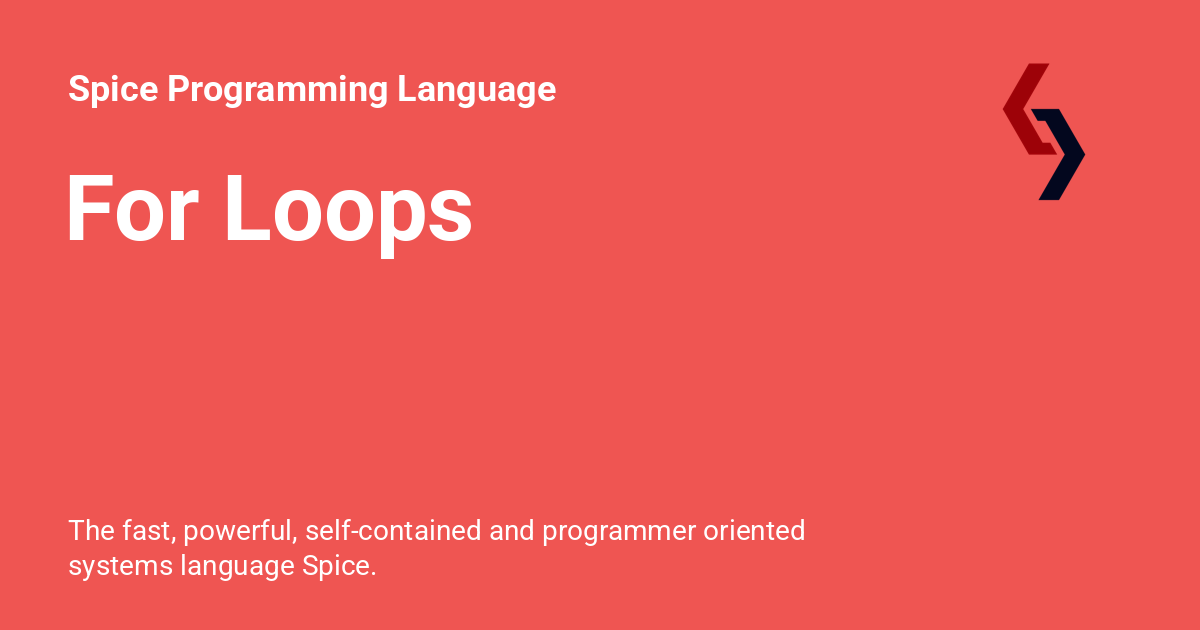 Spice Programming Language
For Loops
The fast, powerful, self-contained and programmer oriented
systems language Spice.